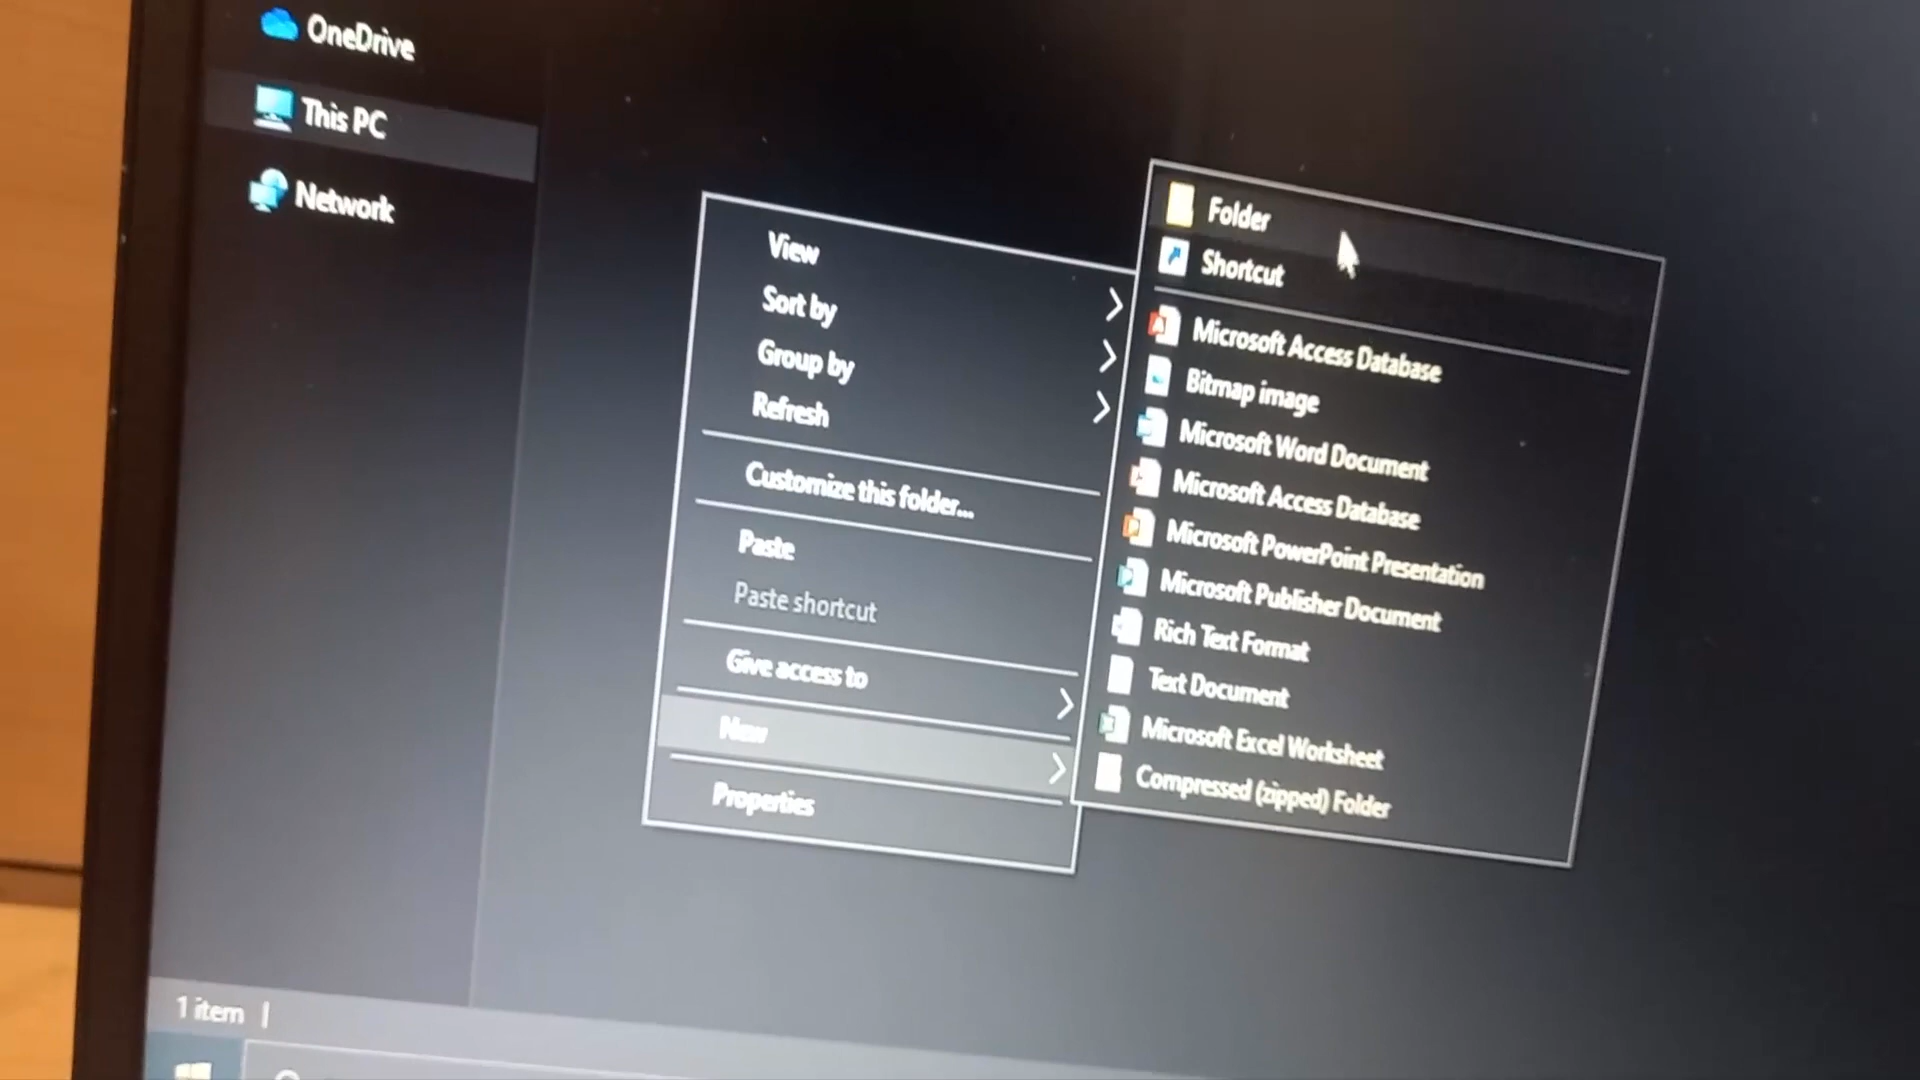 OneDrive
This PC
Network
View
Sort by
Group by
Refresh
Customize this folder...
Paste
Paste shortcut
Give access to
New
Properties
Folder
Shortcut
Microsoft Access Database
Bitmap image
Microsoft Word Document
Microsoft Access Database
Microsoft PowerPoint Presentation
Microsoft Publisher Document
Rich Text Format
Text Document
Microsoft Excel Worksheet
Compressed (zipped) Folder
1 item